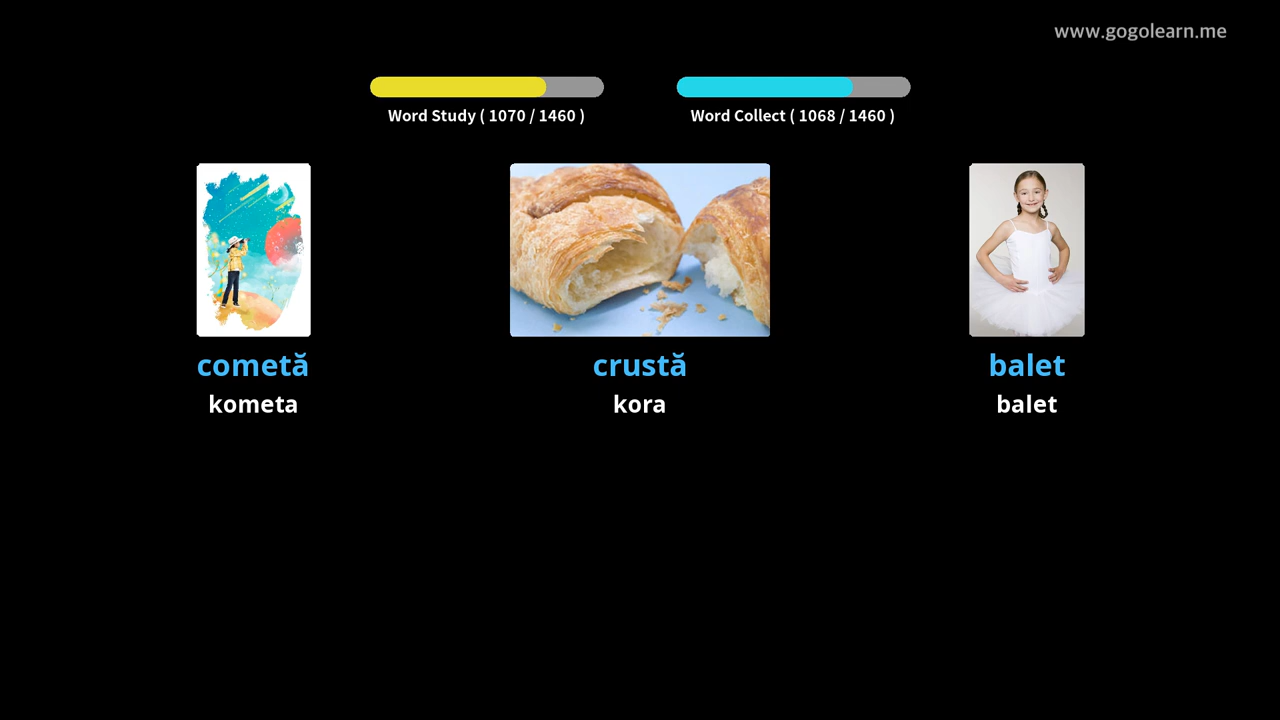 www.gogolearn.me
Word Study ( 1070 / 1460 )
Word Collect ( 1068 / 1460 )
cometă
kometa
crustă
kora
balet
balet